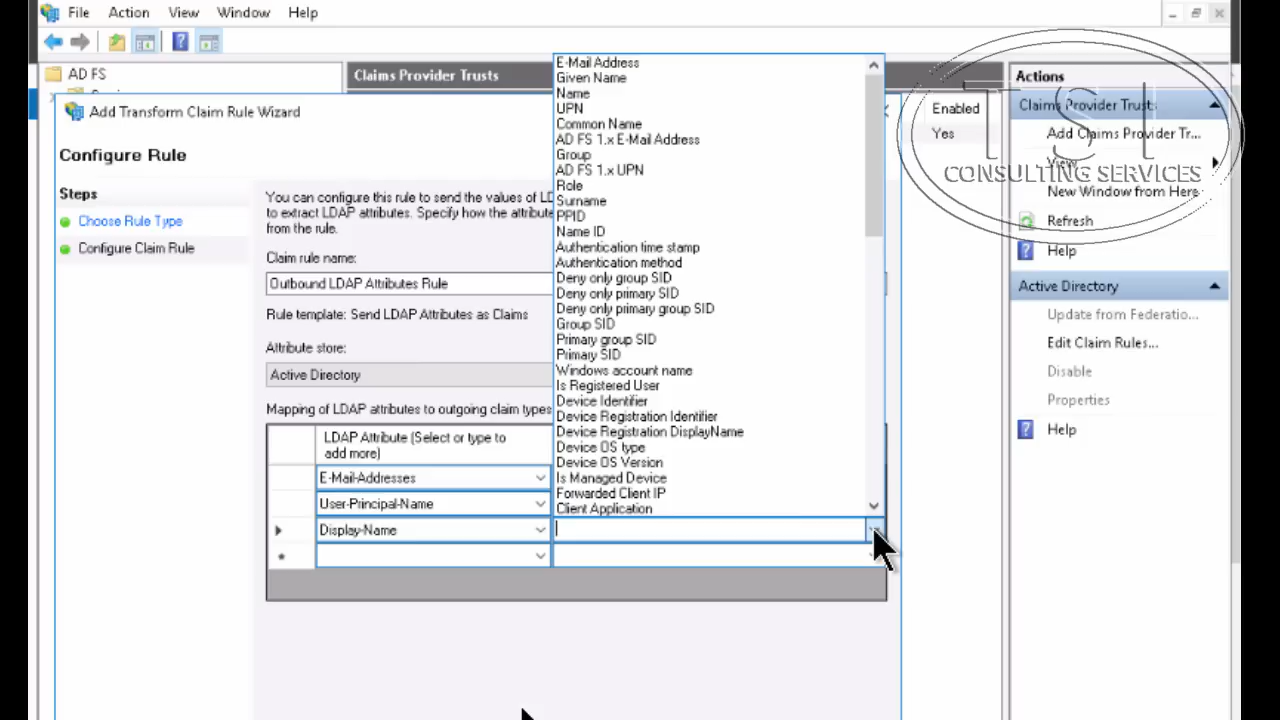 File Action View Window Help
AD FS
Claims Provider Trusts
Add Transform Claim Rule Wizard
Configure Rule
Steps
Choose Rule Type
Configure Claim Rule
You can configure this rule to send the values of LD
to extract LDAP attributes. Specify how the attribute
from the rule.
Claim rule name:
Outbound LDAP Attributes Rule
Rule template: Send LDAP Attributes as Claims
Attribute store:
Active Directory
Mapping of LDAP attributes to outgoing claim types
LDAP Attribute (Select or type to
add more)
E-Mail-Addresses
User-Principal-Name
Display-Name
E-Mail Address
Given Name
Name
UPN
Common Name
AD FS 1.x E-Mail Address
Group
AD FS 1.x UPN
Role
Surname
PPID
Name ID
Authentication time stamp
Authentication method
Deny only group SID
Deny only primary SID
Deny only primary group SID
Group SID
Primary group SID
Primary SID
Windows account name
Is Registered User
Device Identifier
Device Registration Identifier
Device Registration DisplayName
Device OS type
Device OS Version
Is Managed Device
Forwarded Client IP
Client Application
Enabled
Yes
Actions
Claims Provider Trusts
Add Claims Provider Tr...
View
New Window from Here
Refresh
Help
Active Directory
Update from Federatio...
Edit Claim Rules...
Disable
Properties
Help
TSI
CONSULTING SERVICES